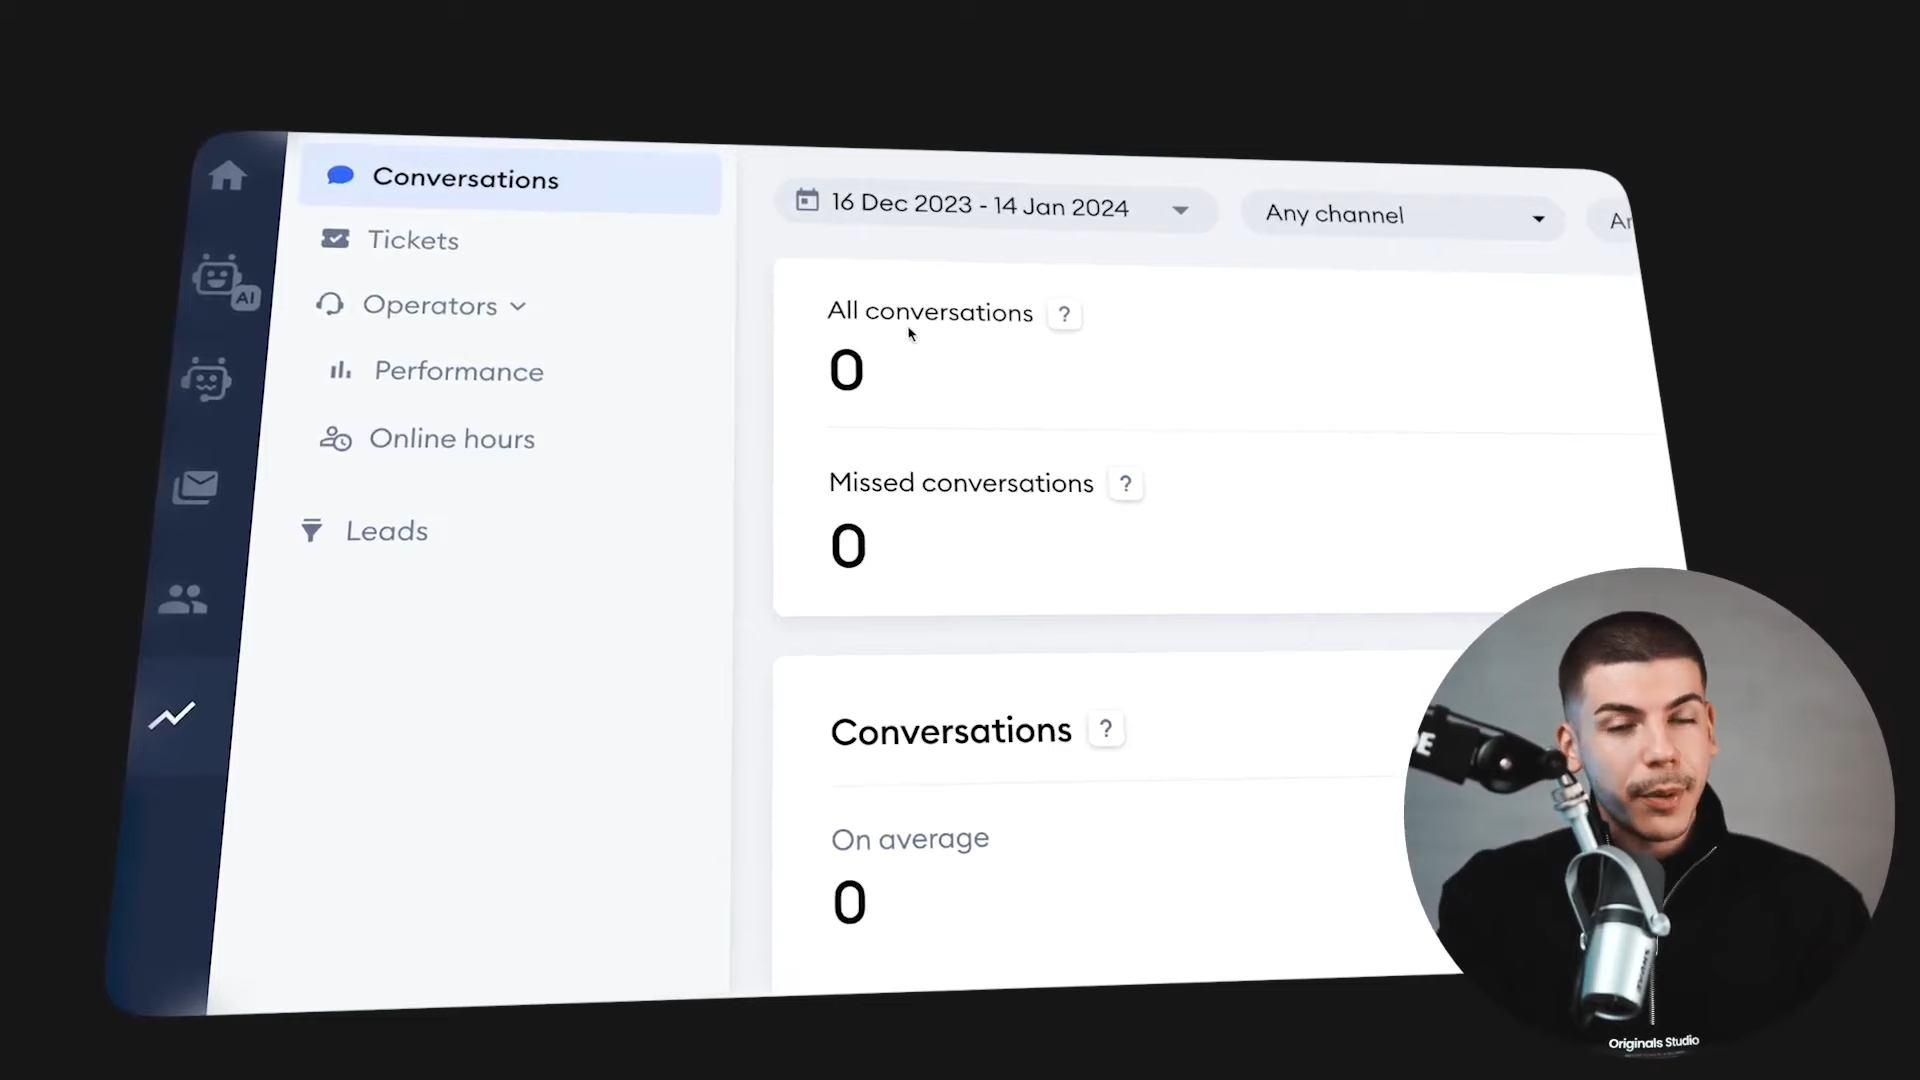 AI
Conversations
Tickets
Operators
Performance
Online hours
Leads
16 Dec 2023 - 14 Jan 2024
Any channel
All conversations ?
0
Missed conversations ?
0
Conversations ?
On average
0
Originals Studio